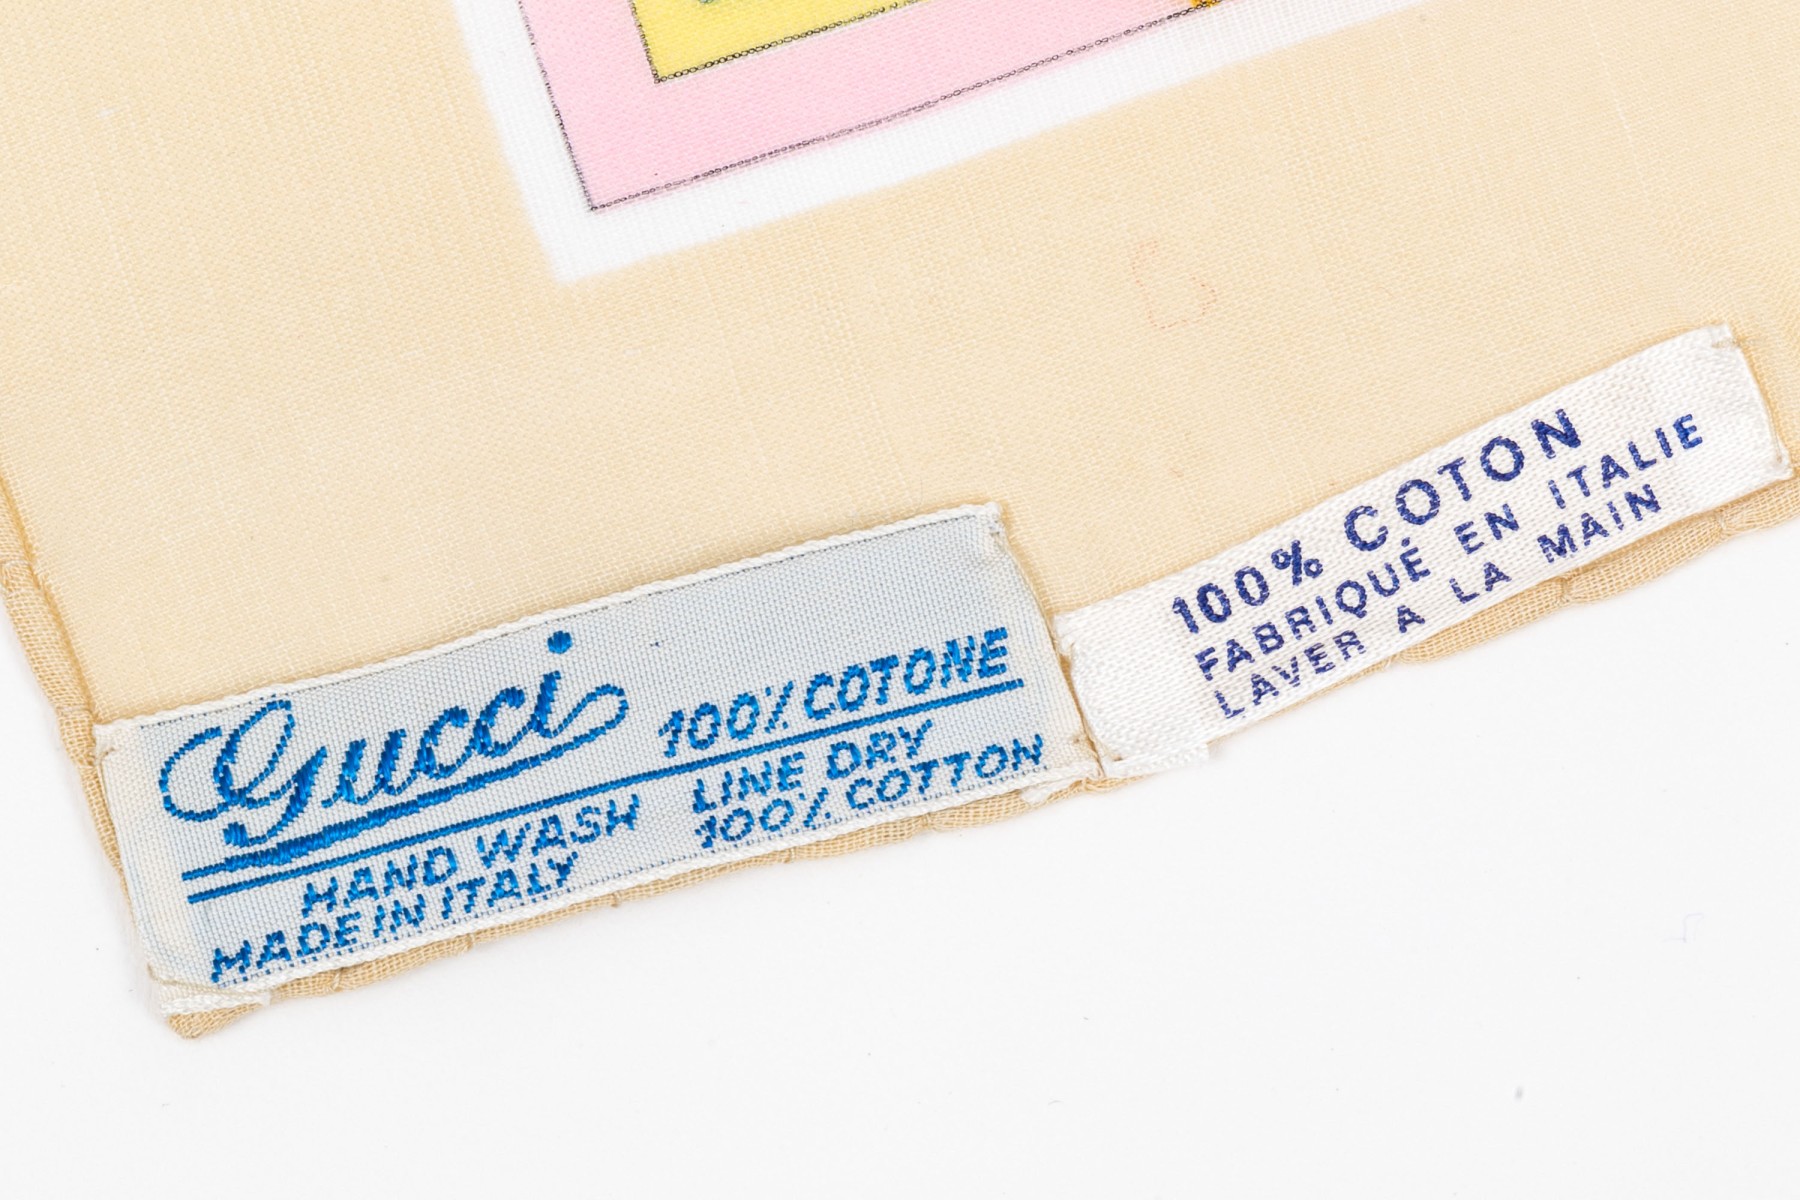 Gucci 100% COTONE
HAND WASH LINE DRY
MADE IN ITALY 100% COTTON
100% COTON
FABRIQUÉ EN ITALIE
LAVER A LA MAIN